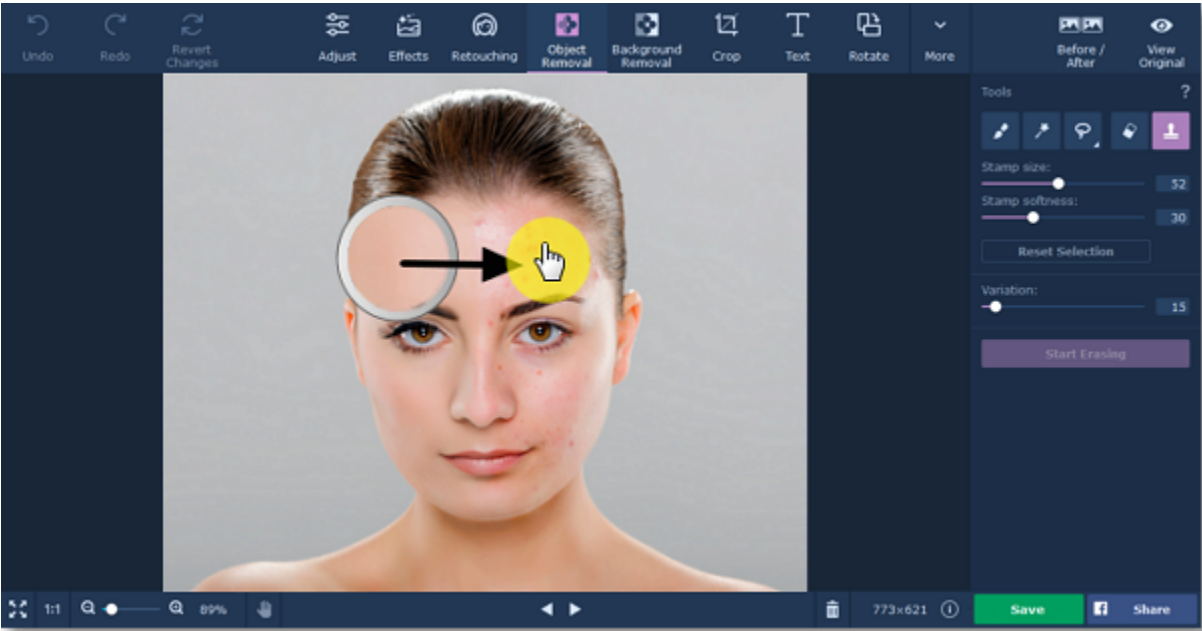 Undo
Redo
Revert
Changes
Adjust
Effects
Retouching
Object
Removal
Background
Removal
Crop
Text
Rotate
More
Before /
After
View
Original
Tools ?
Stamp size:
52
Stamp softness:
30
Reset Selection
Variation:
15
Start Erasing
1:1
89%
773×621
Save
Share